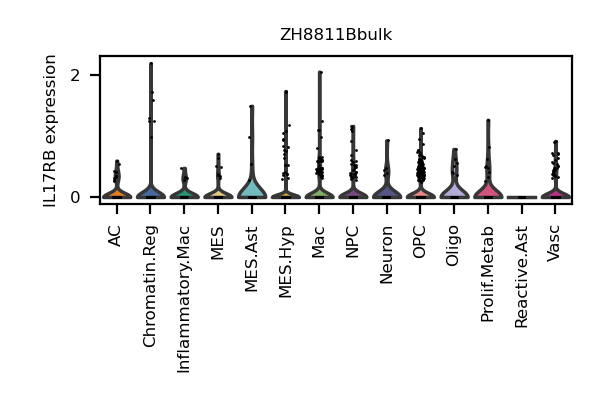 ZH8811Bbulk
IL17RB expression
2
0
AC
Chromatin.Reg
Inflammatory.Mac
MES
MES.Ast
MES.Hyp
Mac
NPC
Neuron
OPC
Oligo
Prolif.Metab
Reactive.Ast
Vasc